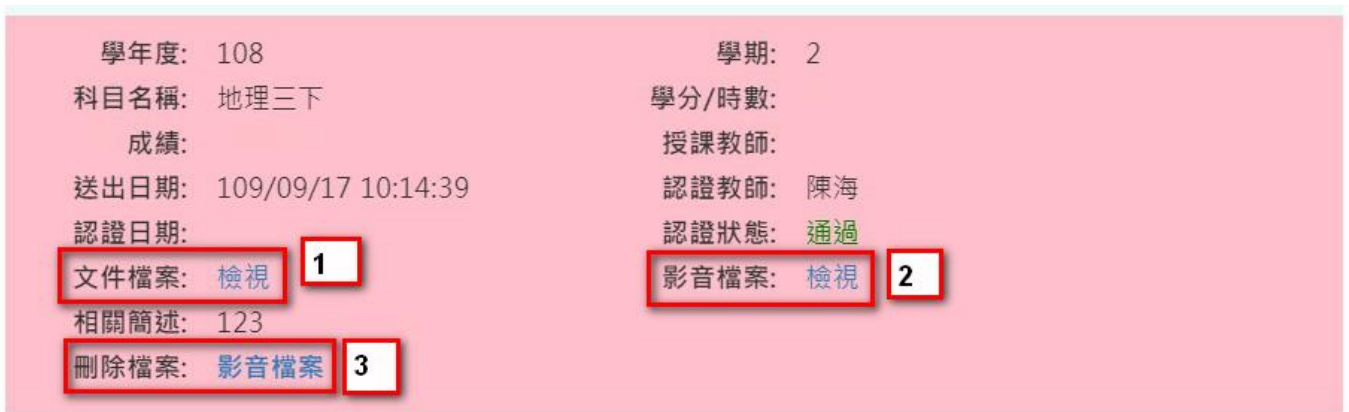 學年度: 108 學期: 2
科目名稱: 地理三下 學分/時數:
成績: 授課教師:
送出日期: 109/09/17 10:14:39 認證教師: 陳海
認證日期: 認證狀態: 通過
文件檔案: 檢視 1 影音檔案: 檢視 2
相關簡述: 123
刪除檔案: 影音檔案 3